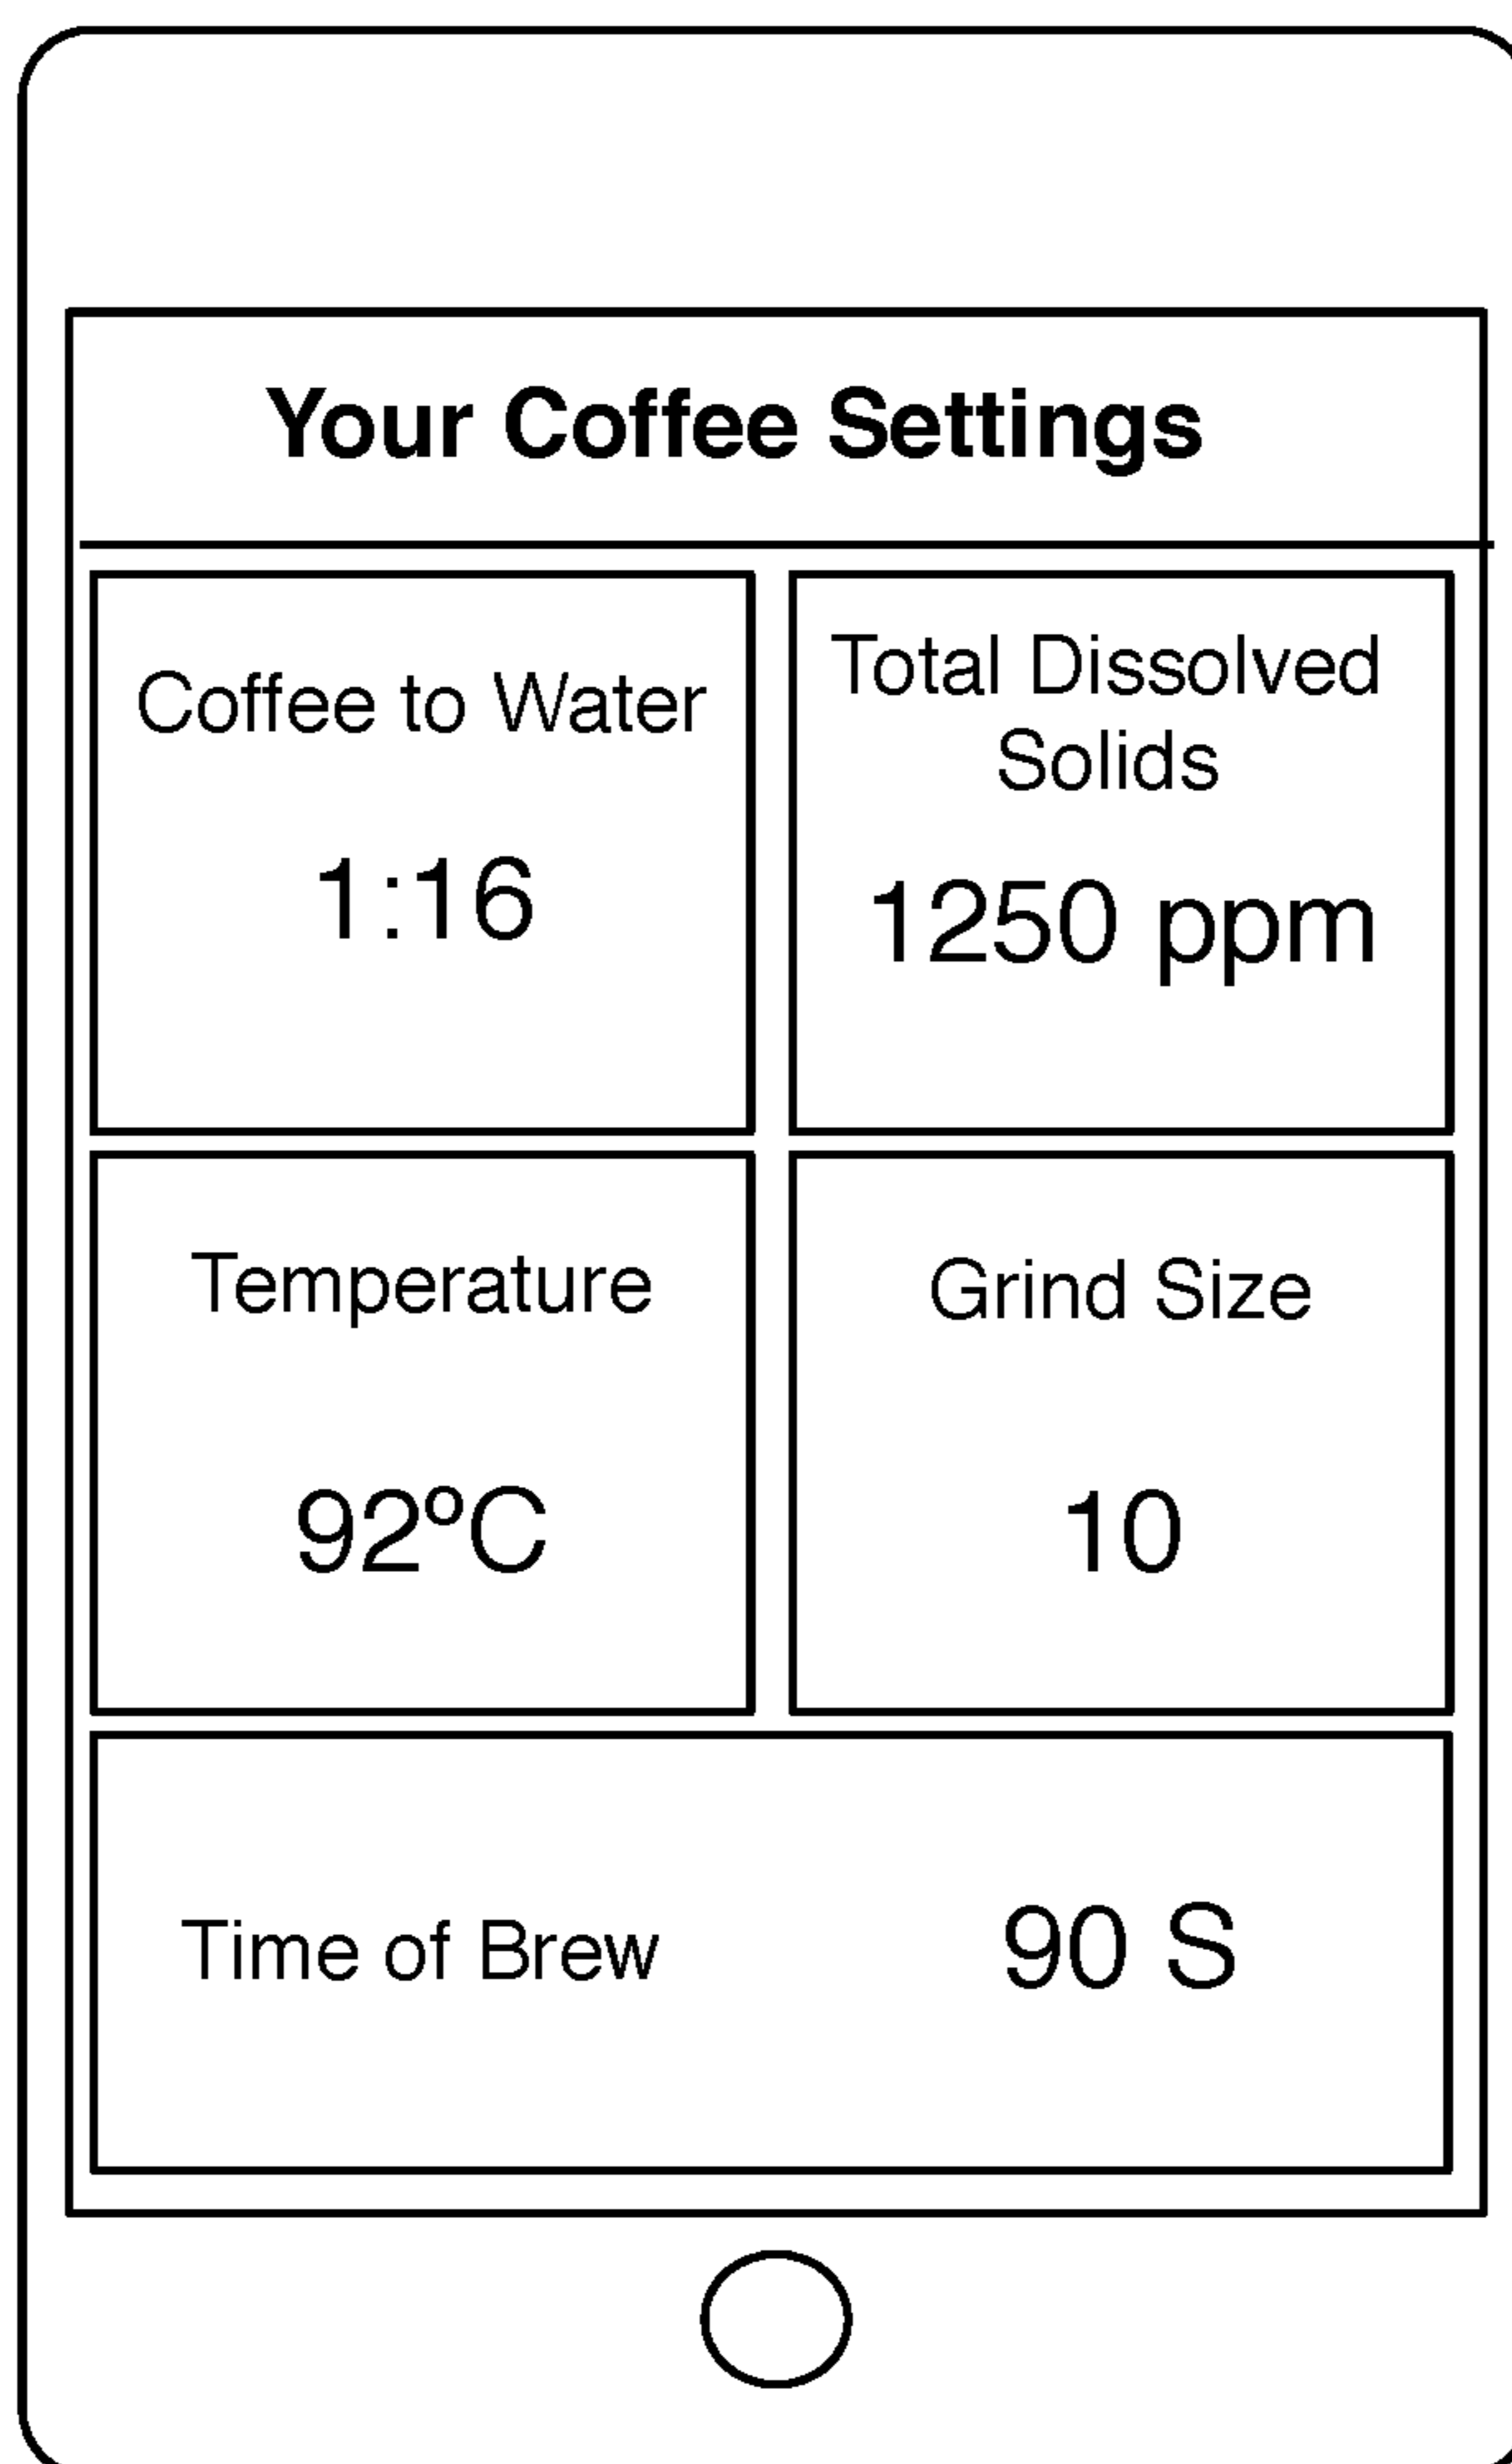 Your Coffee Settings
Coffee to Water
1:16
Total Dissolved
Solids
1250 ppm
Temperature
92ºC
Grind Size
10
Time of Brew
90 S